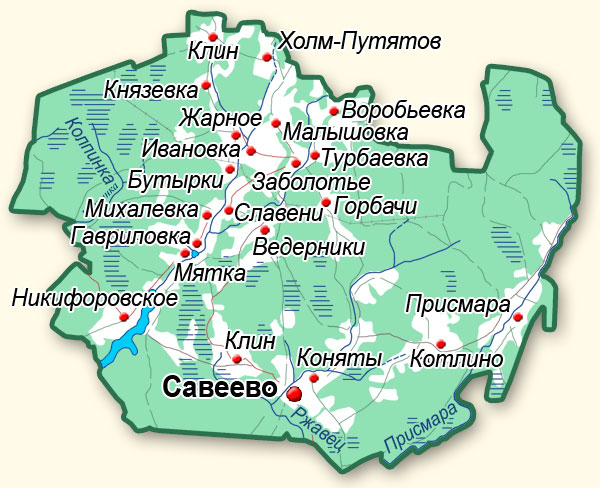 Клин
Холм-Путятов
Князевка
Воробьевка
Жарное
Малышовка
Колпинка
Ивановка
Турбаевка
Бутырки
Заболотье
Михалевка
Славени
Горбачи
Гавриловка
Ведерники
Мятка
Никифоровское
Присмара
Клин
Коняты
Котлино
Савеево
Ржавец
Присмара